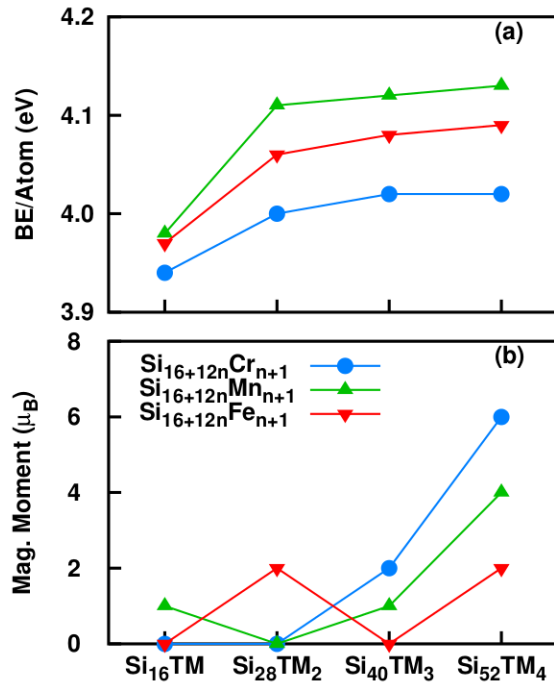 4.2
(a)
4.1
4.0
3.9
BE/Atom (eV)
8
(b)
Si₁₆₊₁₂ₙCrₙ₊₁
Si₁₆₊₁₂ₙMnₙ₊₁
Si₁₆₊₁₂ₙFeₙ₊₁
6
4
2
0
Mag. Moment (μ_B)
Si₁₆TM Si₂₈TM₂ Si₄₀TM₃ Si₅₂TM₄